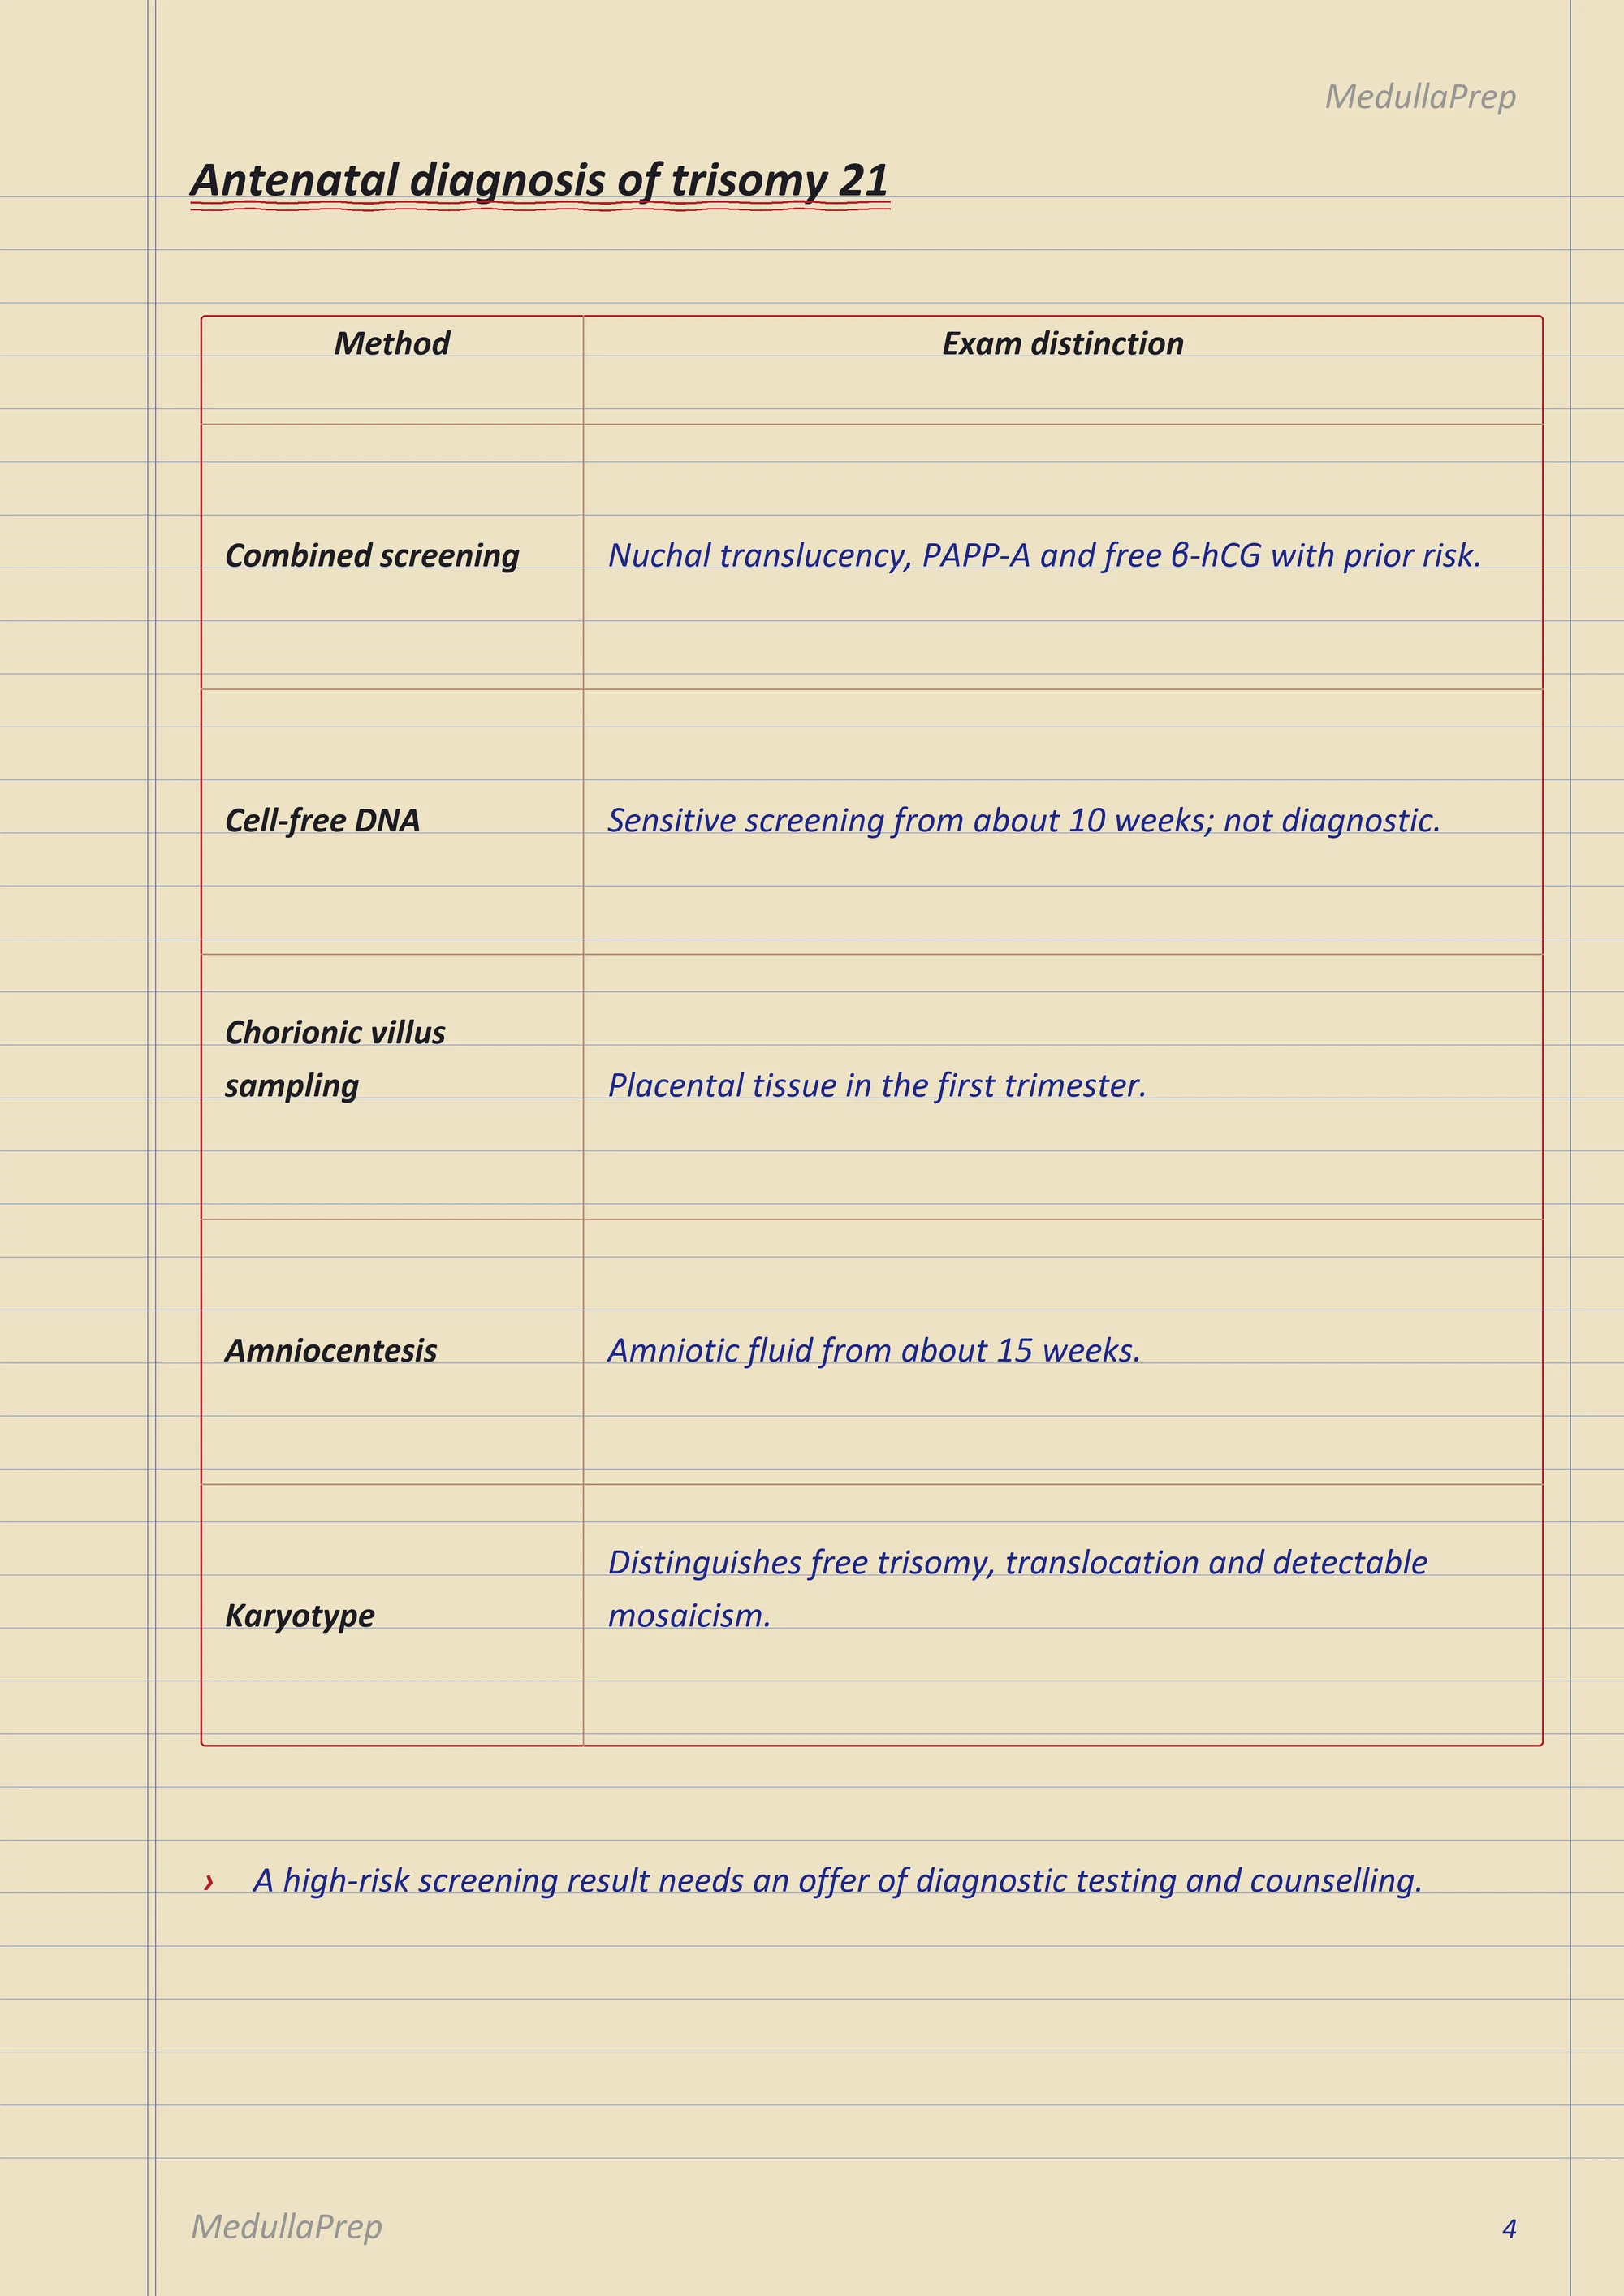 MedullaPrep
Antenatal diagnosis of trisomy 21
Method
Exam distinction
Combined screening
Nuchal translucency, PAPP-A and free β-hCG with prior risk.
Cell-free DNA
Sensitive screening from about 10 weeks; not diagnostic.
Chorionic villus
sampling
Placental tissue in the first trimester.
Amniocentesis
Amniotic fluid from about 15 weeks.
Karyotype
Distinguishes free trisomy, translocation and detectable
mosaicism.
› A high-risk screening result needs an offer of diagnostic testing and counselling.
MedullaPrep
4